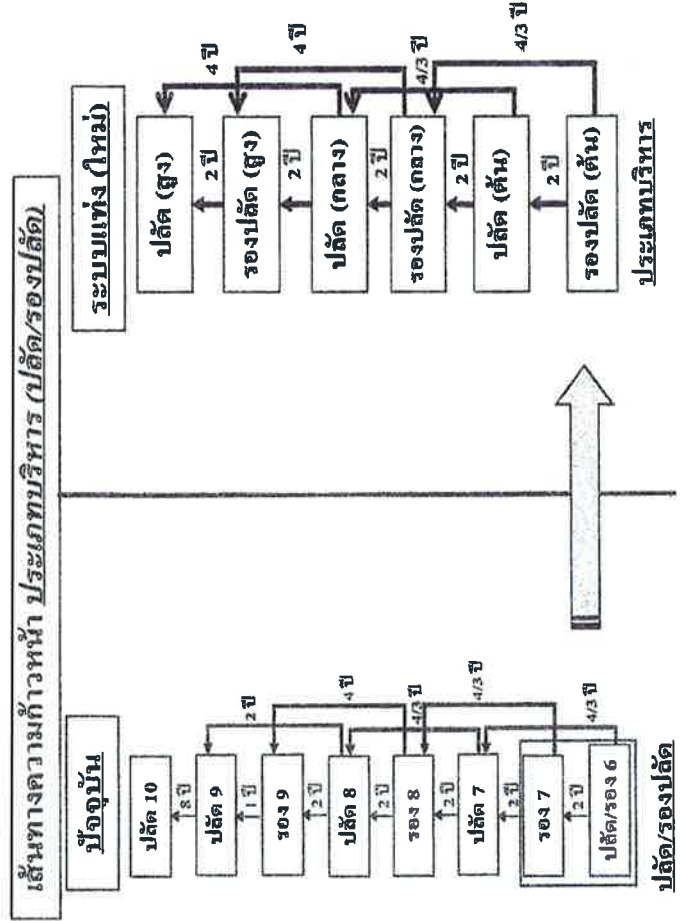 เส้นทางความก้าวหน้า ประเภทบริหาร (ปลัด/รองปลัด)
ปัจจุบัน
ปลัด 10
8 ปี
ปลัด 9
1 ปี
รอง 9
2 ปี
ปลัด 8
2 ปี
รอง 8
2 ปี
ปลัด 7
2 ปี
รอง 7
2 ปี
ปลัด/รอง 6
2 ปี
4 ปี
4/3 ปี
4/3 ปี
4/3 ปี
ปลัด/รองปลัด
ระบบแท่ง (ใหม่)
ปลัด (สูง)
2 ปี
รองปลัด (สูง)
2 ปี
ปลัด (กลาง)
2 ปี
รองปลัด (กลาง)
2 ปี
ปลัด (ต้น)
2 ปี
รองปลัด (ต้น)
4 ปี
4 ปี
4/3 ปี
4/3 ปี
ประเภทบริหาร